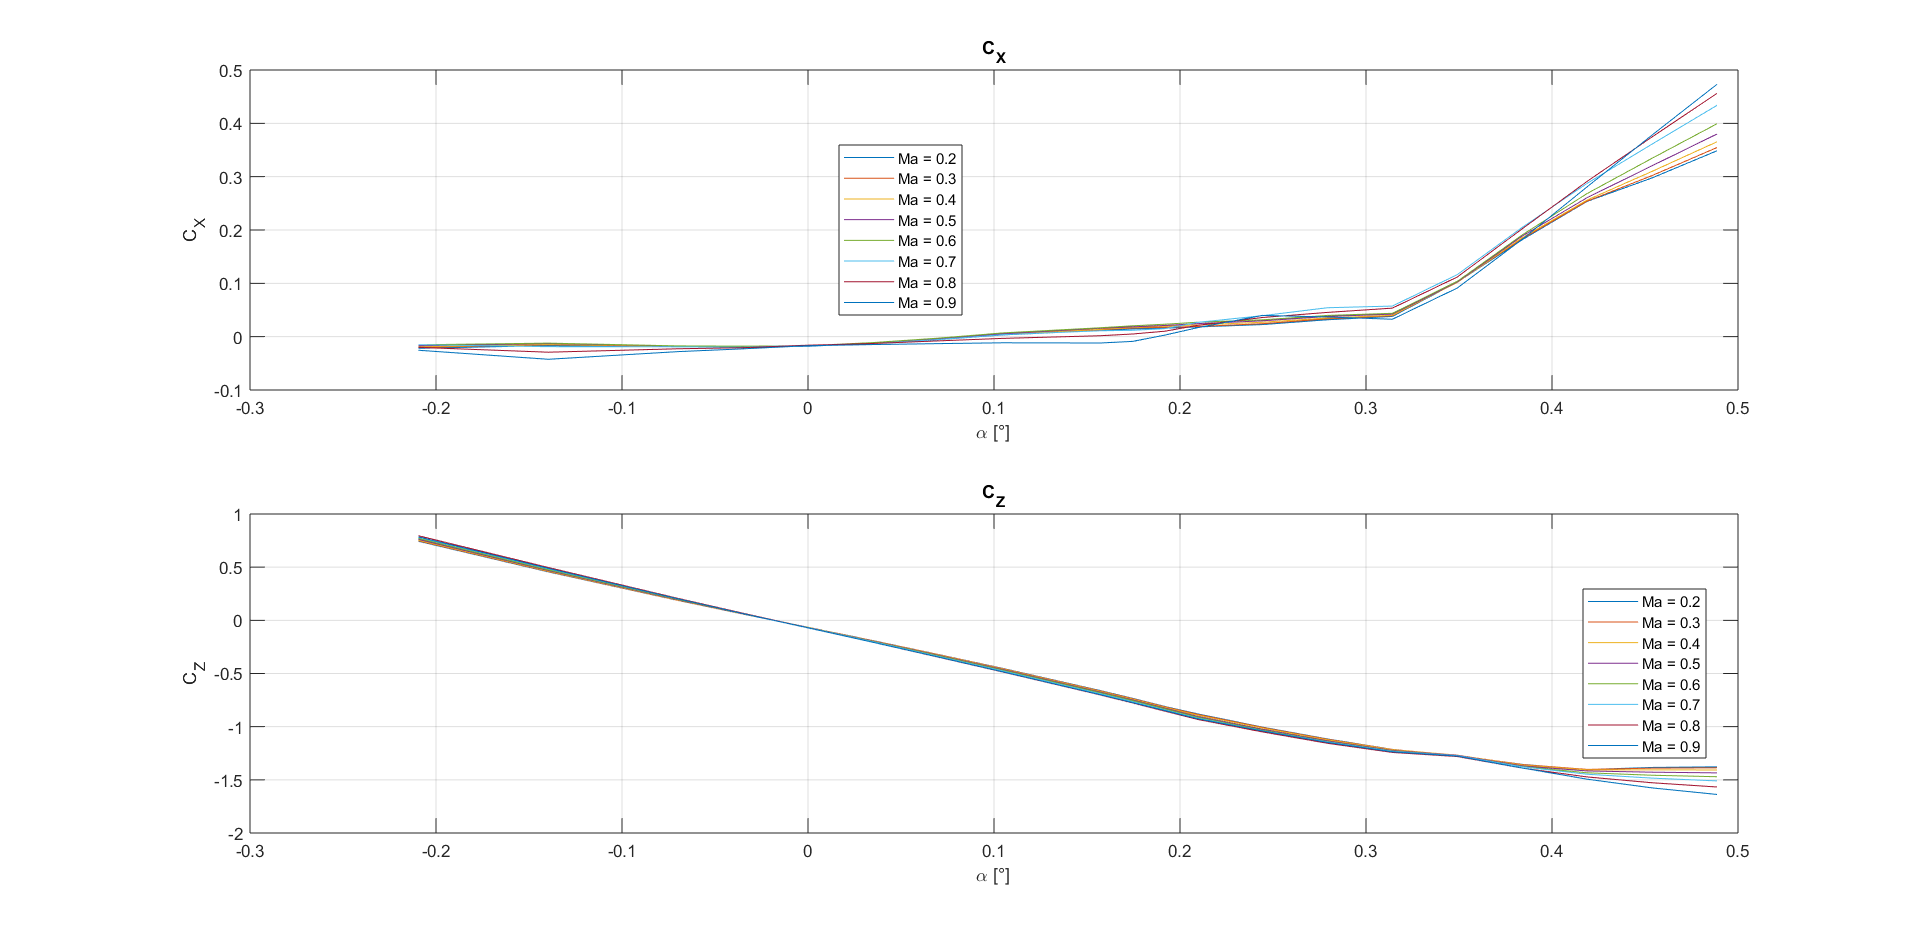 C_X
0.5
0.4
0.3
0.2
0.1
0
-0.1
C_X
Ma = 0.2
Ma = 0.3
Ma = 0.4
Ma = 0.5
Ma = 0.6
Ma = 0.7
Ma = 0.8
Ma = 0.9
-0.3 -0.2 -0.1 0 0.1 0.2 0.3 0.4 0.5
α [°]
C_Z
1
0.5
0
-0.5
-1
-1.5
-2
C_Z
Ma = 0.2
Ma = 0.3
Ma = 0.4
Ma = 0.5
Ma = 0.6
Ma = 0.7
Ma = 0.8
Ma = 0.9
-0.3 -0.2 -0.1 0 0.1 0.2 0.3 0.4 0.5
α [°]